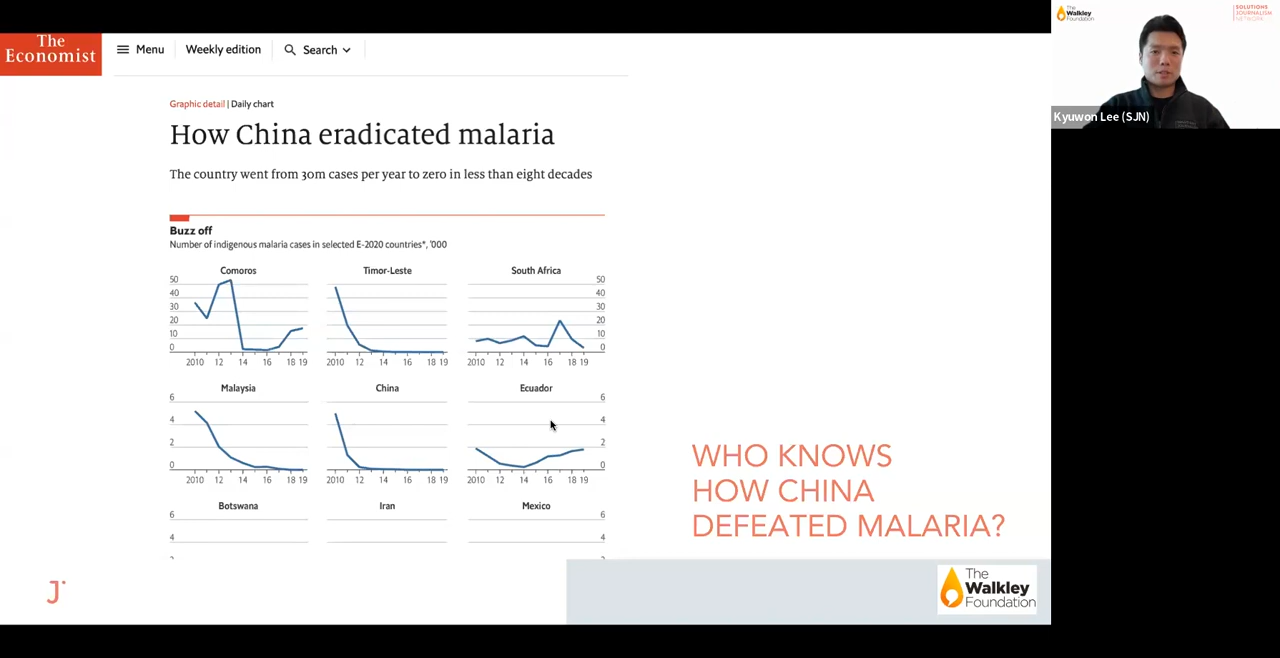 The
Economist
Menu
Weekly edition
Search
Graphic detail | Daily chart
How China eradicated malaria
The country went from 30m cases per year to zero in less than eight decades
Buzz off
Number of indigenous malaria cases in selected E-2020 countries*, '000
Comoros
Timor-Leste
South Africa
50
40
30
20
10
0
50
40
30
20
10
0
2010 12 14 16 18 19
2010 12 14 16 18 19
2010 12 14 16 18 19
Malaysia
China
Ecuador
6
4
2
0
6
4
2
0
2010 12 14 16 18 19
2010 12 14 16 18 19
2010 12 14 16 18 19
Botswana
Iran
Mexico
6
4
6
4
WHO KNOWS
HOW CHINA
DEFEATED MALARIA?
J
The
Walkley
Foundation
The
Walkley
Foundation
SOLUTIONS
JOURNALISM
NETWORK
Kyuwon Lee (SJN)